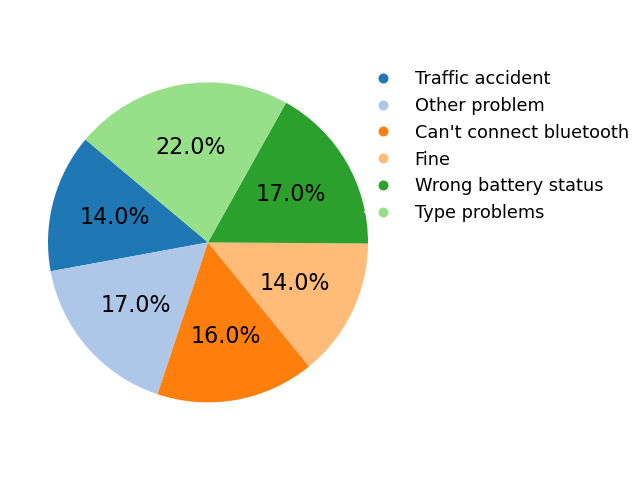 Traffic accident
Other problem
Can't connect bluetooth
Fine
Wrong battery status
Type problems
22.0%
17.0%
14.0%
14.0%
17.0%
16.0%